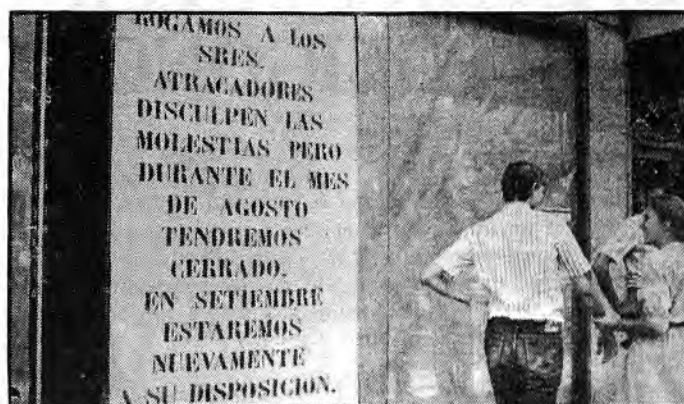 ROGAMOS A LOS
SRES.
ATRACADORES
DISCULPEN LAS
MOLESTIAS PERO
DURANTE EL MES
DE AGOSTO
TENDREMOS
CERRADO.
EN SETIEMBRE
ESTAREMOS
NUEVAMENTE
A SU DISPOSICION.